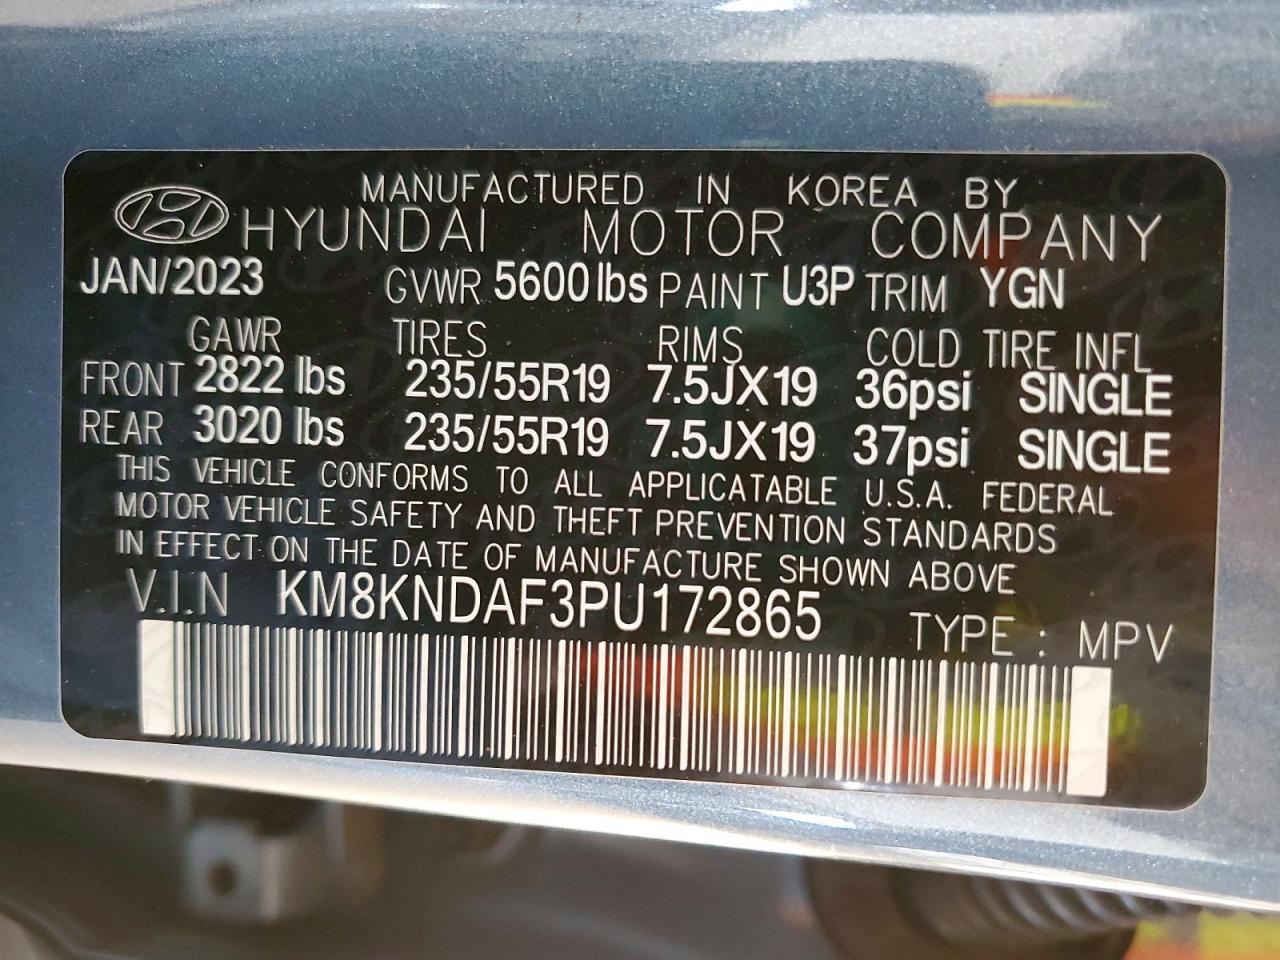 MANUFACTURED IN KOREA BY
HYUNDAI MOTOR COMPANY
JAN/2023 GVWR 5600 lbs PAINT U3P TRIM YGN
GAWR TIRES RIMS COLD TIRE INFL
FRONT 2822 lbs 235/55R19 7.5JX19 36psi SINGLE
REAR 3020 lbs 235/55R19 7.5JX19 37psi SINGLE
THIS VEHICLE CONFORMS TO ALL APPLICATABLE U.S.A. FEDERAL
MOTOR VEHICLE SAFETY AND THEFT PREVENTION STANDARDS
IN EFFECT ON THE DATE OF MANUFACTURE SHOWN ABOVE
V.I.N KM8KNDAF3PU172865 TYPE : MPV